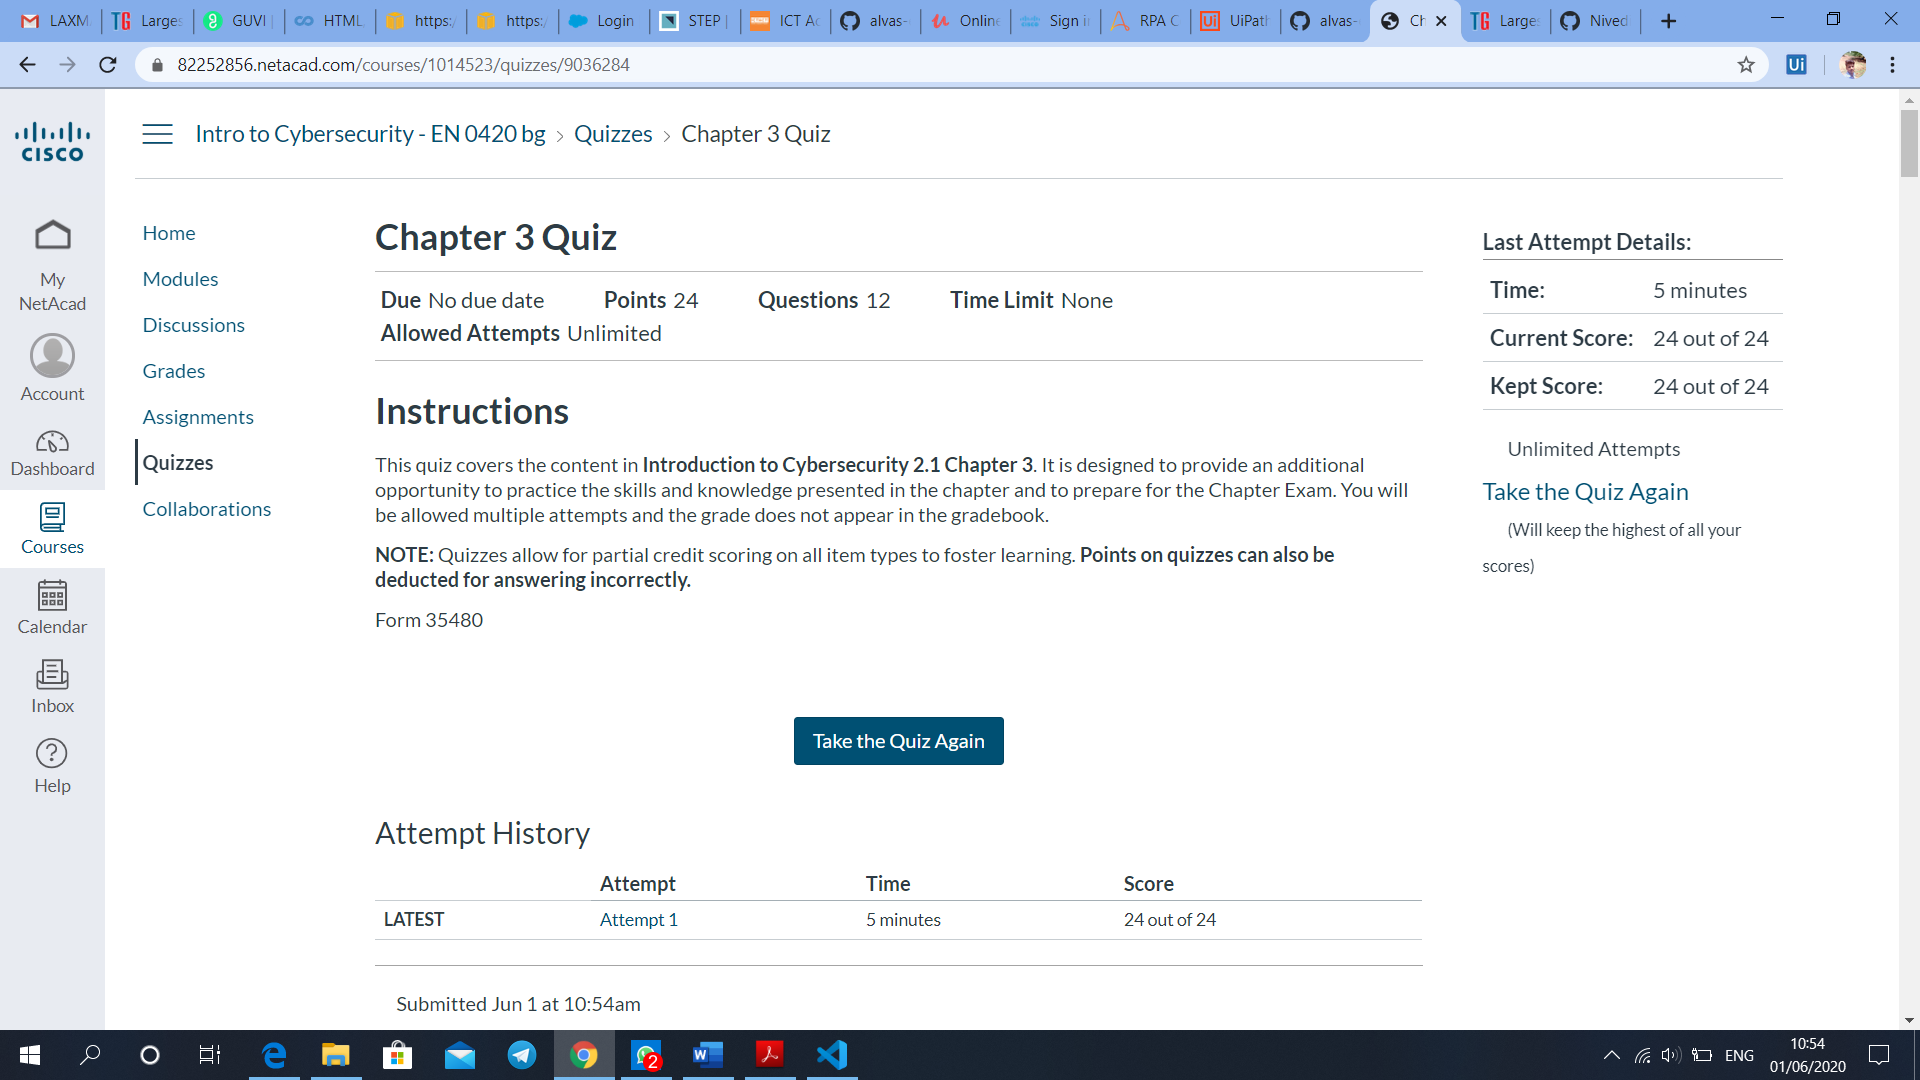 LAXM
Larges
GUVI
HTML
https:/
https:/
Login
STEP
ICT Ac
alvas-
Online
Sign i
RPA C
UiPath
alvas-
Ch
Larges
Nived
82252856.netacad.com/courses/1014523/quizzes/9036284
CISCO
Intro to Cybersecurity - EN 0420 bg > Quizzes > Chapter 3 Quiz
My NetAcad
Account
Dashboard
Courses
Calendar
Inbox
Help
Home
Modules
Discussions
Grades
Assignments
Quizzes
Collaborations
Chapter 3 Quiz
Due No due date Points 24 Questions 12 Time Limit None
Allowed Attempts Unlimited
Instructions
This quiz covers the content in Introduction to Cybersecurity 2.1 Chapter 3. It is designed to provide an additional
opportunity to practice the skills and knowledge presented in the chapter and to prepare for the Chapter Exam. You will
be allowed multiple attempts and the grade does not appear in the gradebook.
NOTE: Quizzes allow for partial credit scoring on all item types to foster learning. Points on quizzes can also be
deducted for answering incorrectly.
Form 35480
Take the Quiz Again
Attempt History
Attempt Time Score
LATEST Attempt 1 5 minutes 24 out of 24
Submitted Jun 1 at 10:54am
Last Attempt Details:
Time: 5 minutes
Current Score: 24 out of 24
Kept Score: 24 out of 24
Unlimited Attempts
Take the Quiz Again
(Will keep the highest of all your
scores)
2
ENG
10:54
01/06/2020